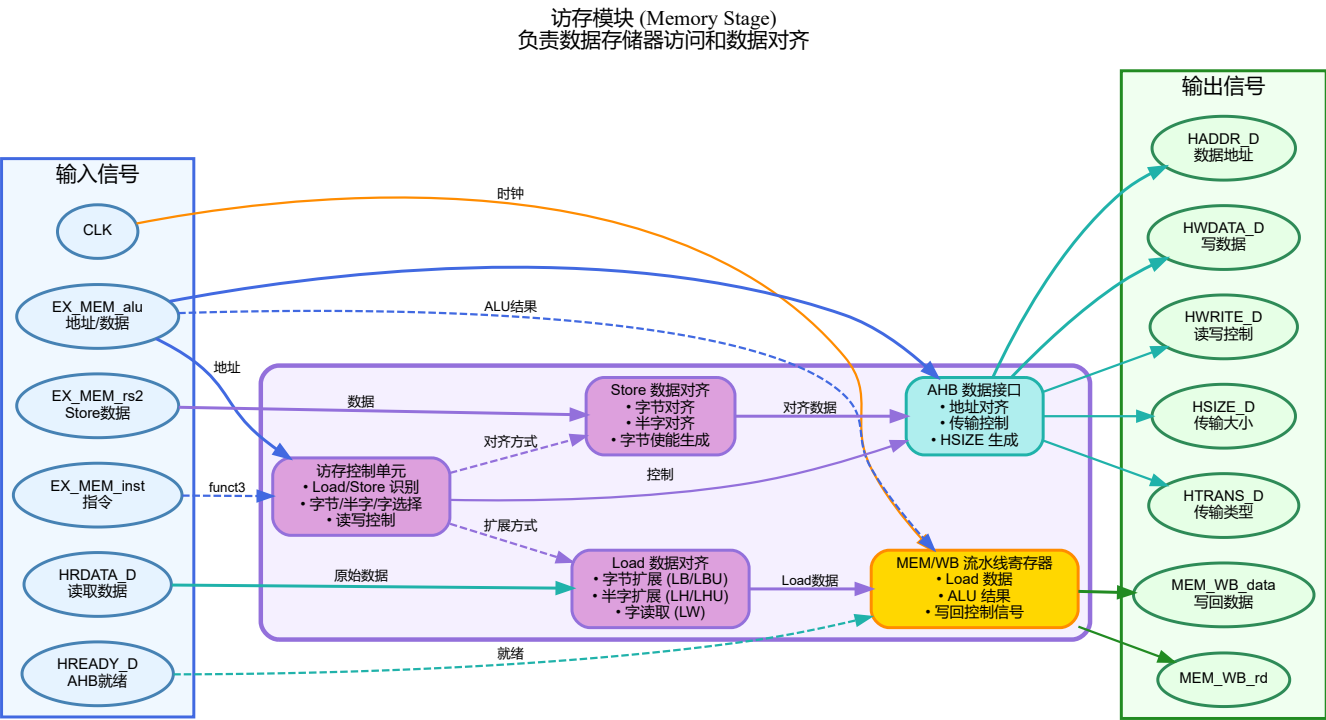 访存模块 (Memory Stage)
负责数据存储器访问和数据对齐
输入信号
CLK
EX_MEM_alu
地址/数据
EX_MEM_rs2
Store数据
EX_MEM_inst
指令
HRDATA_D
读取数据
HREADY_D
AHB就绪
时钟
ALU结果
地址
数据
funct3
原始数据
就绪
访存控制单元
• Load/Store 识别
• 字节/半字/字选择
• 读写控制
对齐方式
控制
扩展方式
Store 数据对齐
• 字节对齐
• 半字对齐
• 字节使能生成
Load 数据对齐
• 字节扩展 (LB/LBU)
• 半字扩展 (LH/LHU)
• 字读取 (LW)
对齐数据
Load数据
AHB 数据接口
• 地址对齐
• 传输控制
• HSIZE 生成
MEM/WB 流水线寄存器
• Load 数据
• ALU 结果
• 写回控制信号
输出信号
HADDR_D
数据地址
HWDATA_D
写数据
HWRITE_D
读写控制
HSIZE_D
传输大小
HTRANS_D
传输类型
MEM_WB_data
写回数据
MEM_WB_rd